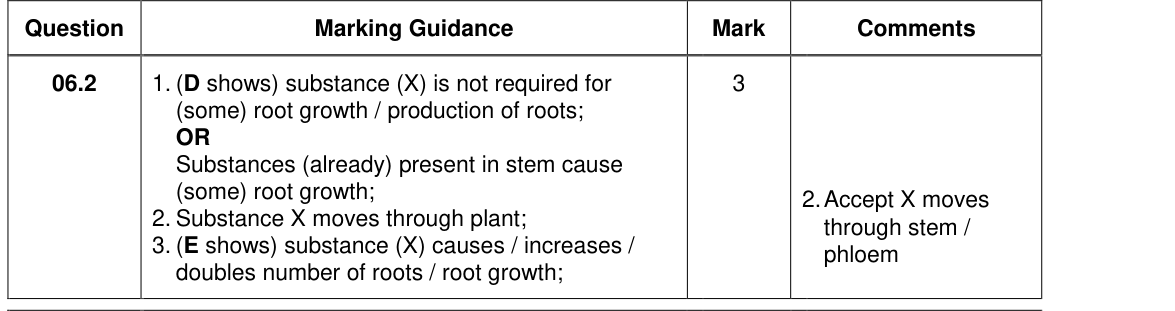 Question Marking Guidance Mark Comments
06.2 1. (D shows) substance (X) is not required for 3
(some) root growth / production of roots;
OR
Substances (already) present in stem cause
(some) root growth;
2. Substance X moves through plant;
3. (E shows) substance (X) causes / increases /
doubles number of roots / root growth;
2. Accept X moves
through stem /
phloem